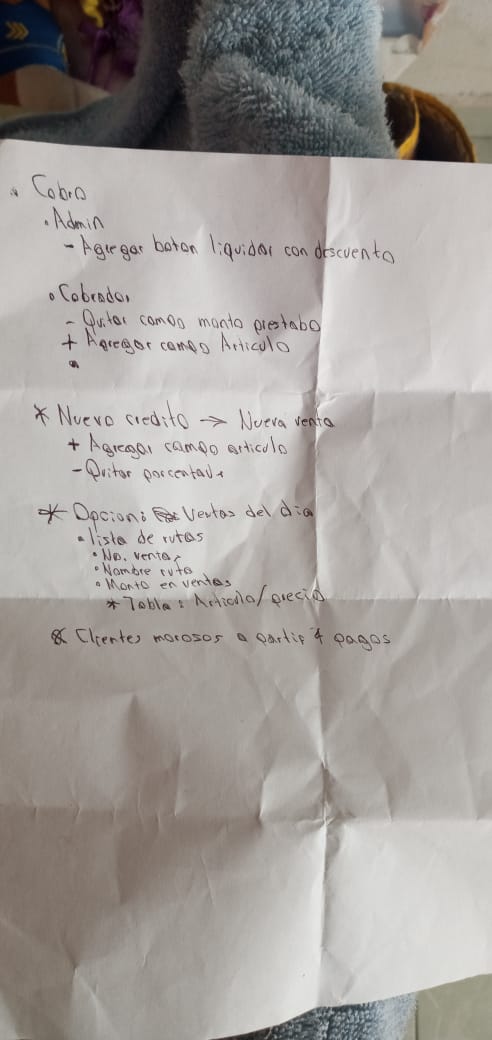 * Cobro
• Admin
- Agregar boton liquidar con descuento
• Cobrador
- Quitar campo monto prestabo
+ Agregar campo Articulo
* Nuevo credito → Nueva venta
+ Agregar campo articulo
- Quitar porcentaje
* Opcion: Ventas del dia
• lista de rutas
• No. ventas
• Nombre ruta
• Monto en ventas
* Tabla: Articulo/precio
* Clientes morosos a partir 4 pagos